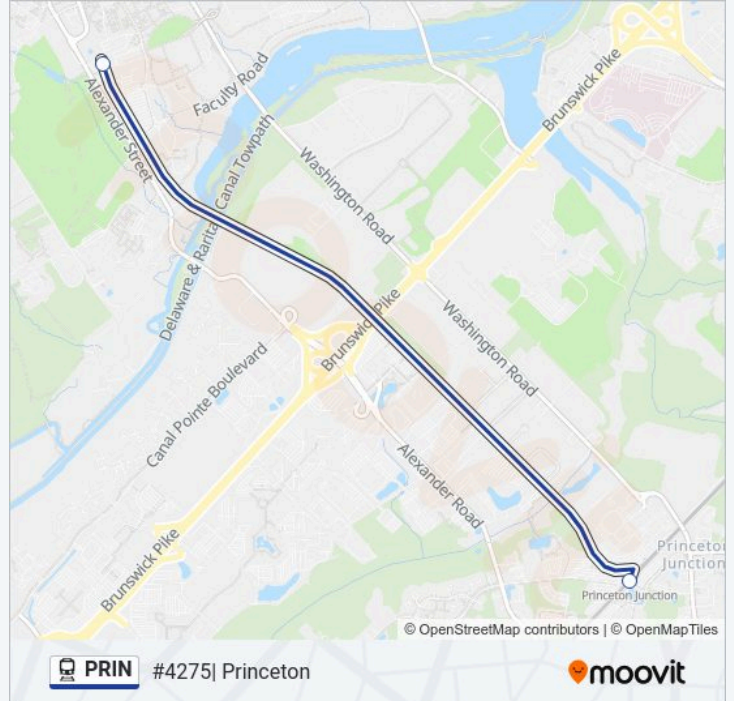 Faculty Road
Alexander Street
Brunswick Pike
Washington Road
Delaware & Raritan Canal Towpath
Brunswick Pike
Washington Road
Canal Pointe Boulevard
Alexander Road
Brunswick Pike
Princeton
Junction
Princeton Junction
© OpenStreetMap contributors | © OpenMapTiles
PRIN #4275| Princeton
moovit